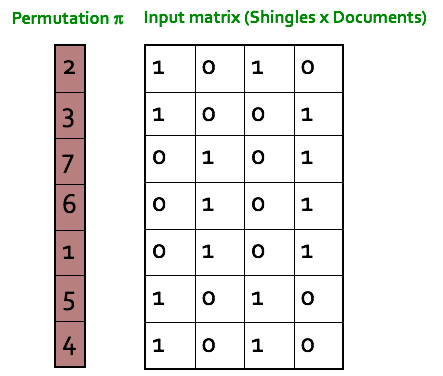 Permutation π Input matrix (Shingles x Documents)
2 1 0 1 0
3 1 0 0 1
7 0 1 0 1
6 0 1 0 1
1 0 1 0 1
5 1 0 1 0
4 1 0 1 0